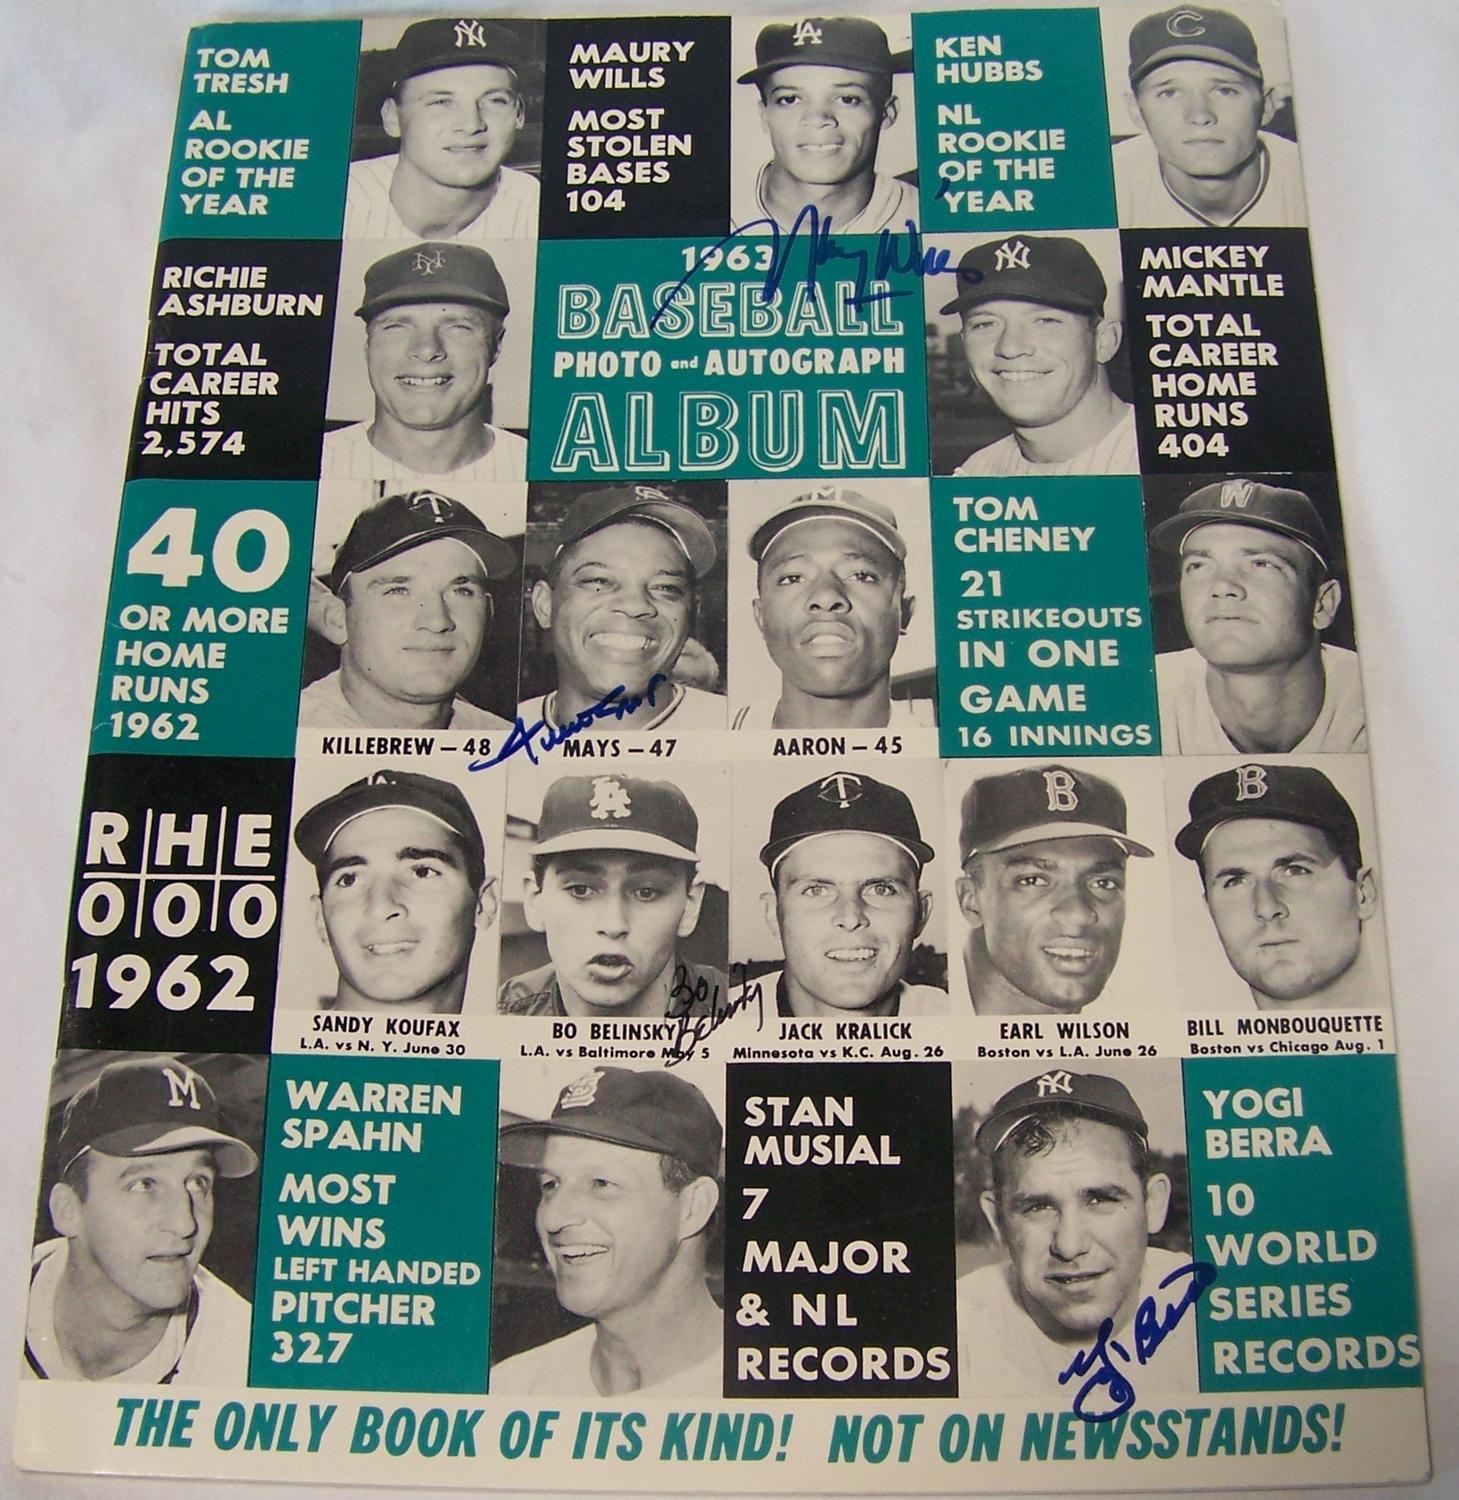 TOM
TRESH
AL
ROOKIE
OF THE
YEAR
MAURY
WILLS
MOST
STOLEN
BASES
104
KEN
HUBBS
NL
ROOKIE
OF THE
YEAR
RICHIE
ASHBURN
TOTAL
CAREER
HITS
2,574
1963
BASEBALL
PHOTO and AUTOGRAPH
ALBUM
Maury Wills
MICKEY
MANTLE
TOTAL
CAREER
HOME
RUNS
404
40
OR MORE
HOME
RUNS
1962
KILLEBREW – 48
MAYS – 47
AARON – 45
TOM
CHENEY
21
STRIKEOUTS
IN ONE
GAME
16 INNINGS
R H E
0 0 0
1962
SANDY KOUFAX
L.A. vs N. Y. June 30
BO BELINSKY
L.A. vs Baltimore May 5
Bo
Belinsky
JACK KRALICK
Minnesota vs K.C. Aug. 26
EARL WILSON
Boston vs L.A. June 26
BILL MONBOUQUETTE
Boston vs Chicago Aug. 1
WARREN
SPAHN
MOST
WINS
LEFT HANDED
PITCHER
327
STAN
MUSIAL
7
MAJOR
& NL
RECORDS
YOGI
BERRA
10
WORLD
SERIES
RECORDS
Yogi Berra
THE ONLY BOOK OF ITS KIND! NOT ON NEWSSTANDS!